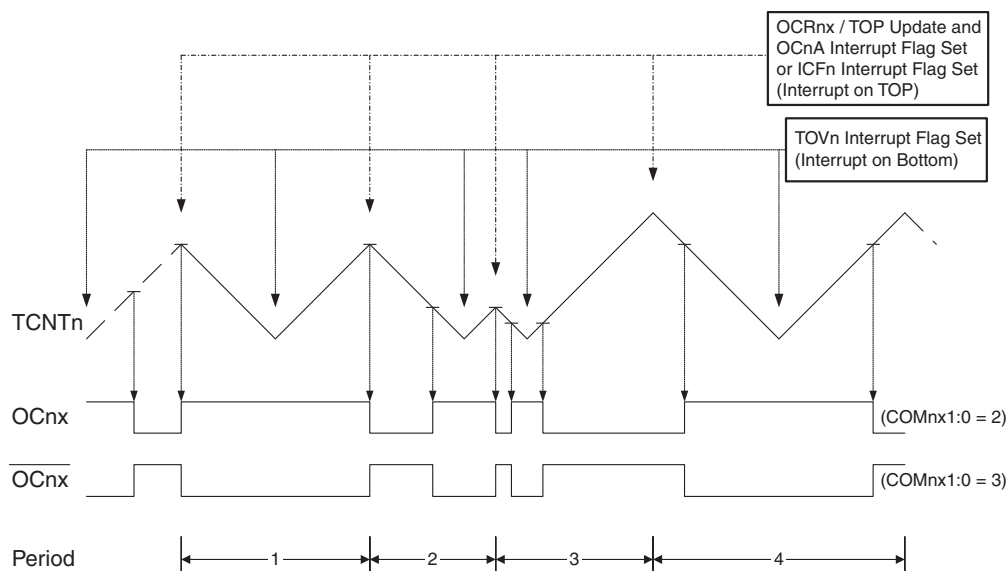 OCRnx / TOP Update and
OCnA Interrupt Flag Set
or ICFn Interrupt Flag Set
(Interrupt on TOP)
TOVn Interrupt Flag Set
(Interrupt on Bottom)
TCNTn
OCnx
(COMnx1:0 = 2)
OCnx
(COMnx1:0 = 3)
Period
1
2
3
4